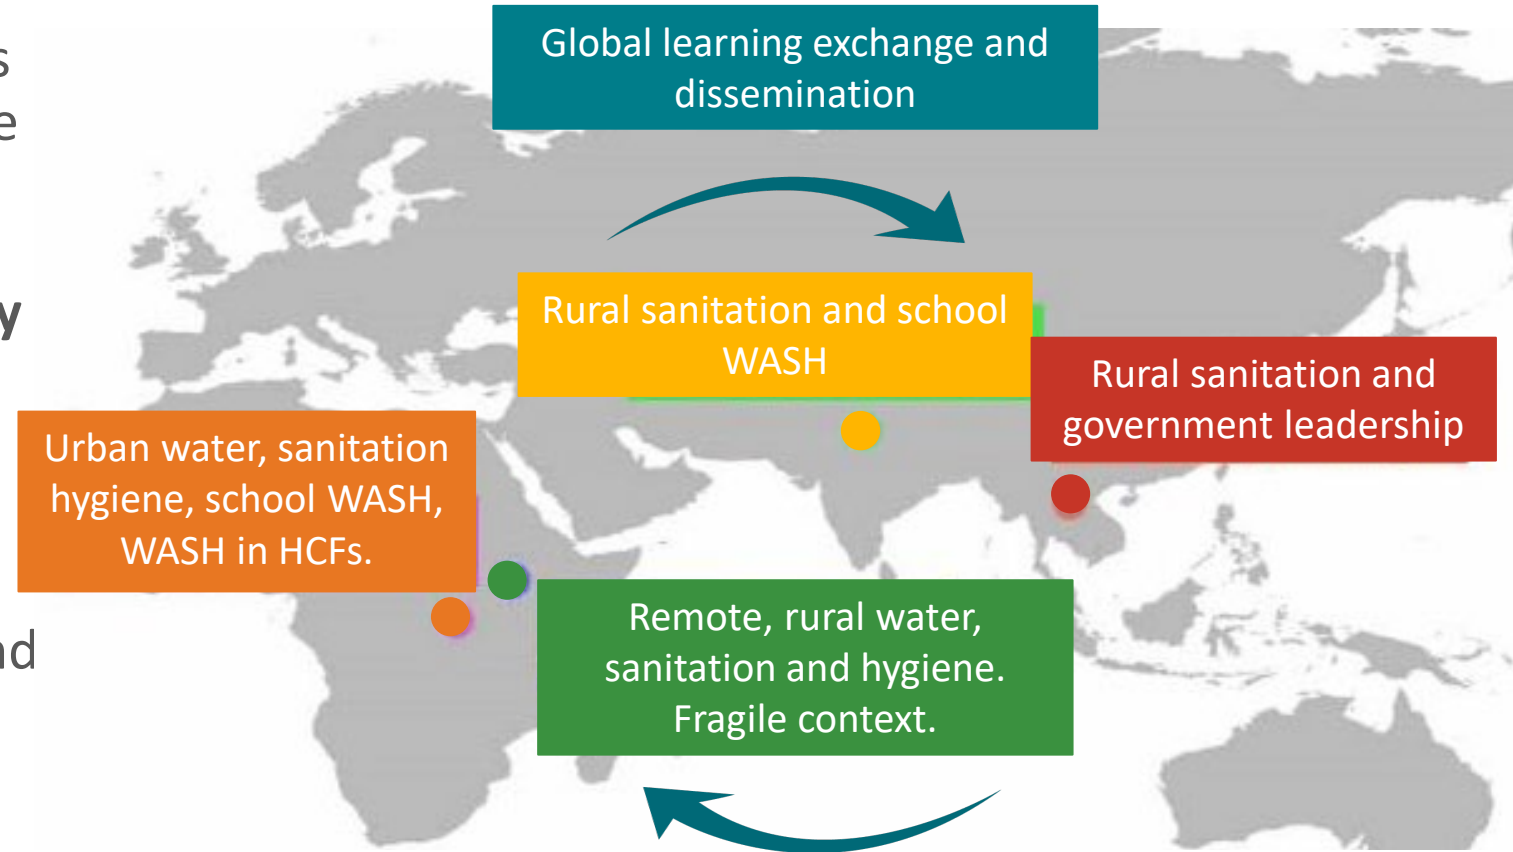 s
e
y
nd
Global learning exchange and
dissemination
Rural sanitation and school
WASH
Rural sanitation and
government leadership
Urban water, sanitation
hygiene, school WASH,
WASH in HCFs.
Remote, rural water,
sanitation and hygiene.
Fragile context.